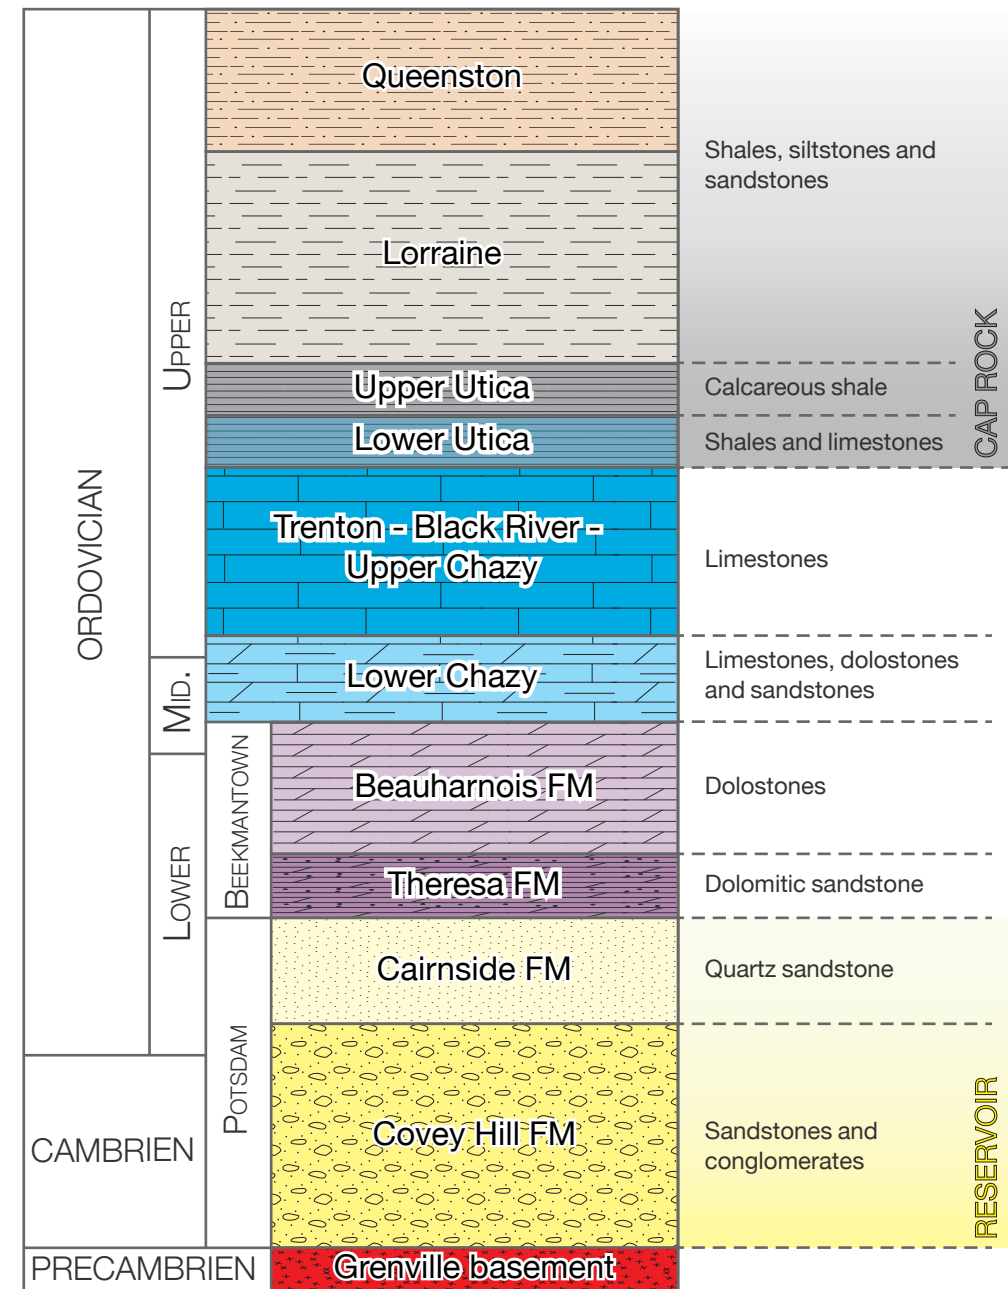 Queenston
Shales, siltstones and
sandstones
Lorraine
UPPER
CAP ROCK
Upper Utica
Calcareous shale
Lower Utica
Shales and limestones
ORDOVICIAN
Trenton - Black River -
Upper Chazy
Limestones
MID.
Lower Chazy
Limestones, dolostones
and sandstones
LOWER
BEEKMANTOWN
Beauharnois FM
Dolostones
Theresa FM
Dolomitic sandstone
POTSDAM
Cairnside FM
Quartz sandstone
CAMBRIEN
Covey Hill FM
Sandstones and
conglomerates
RESERVOIR
PRECAMBRIEN
Grenville basement